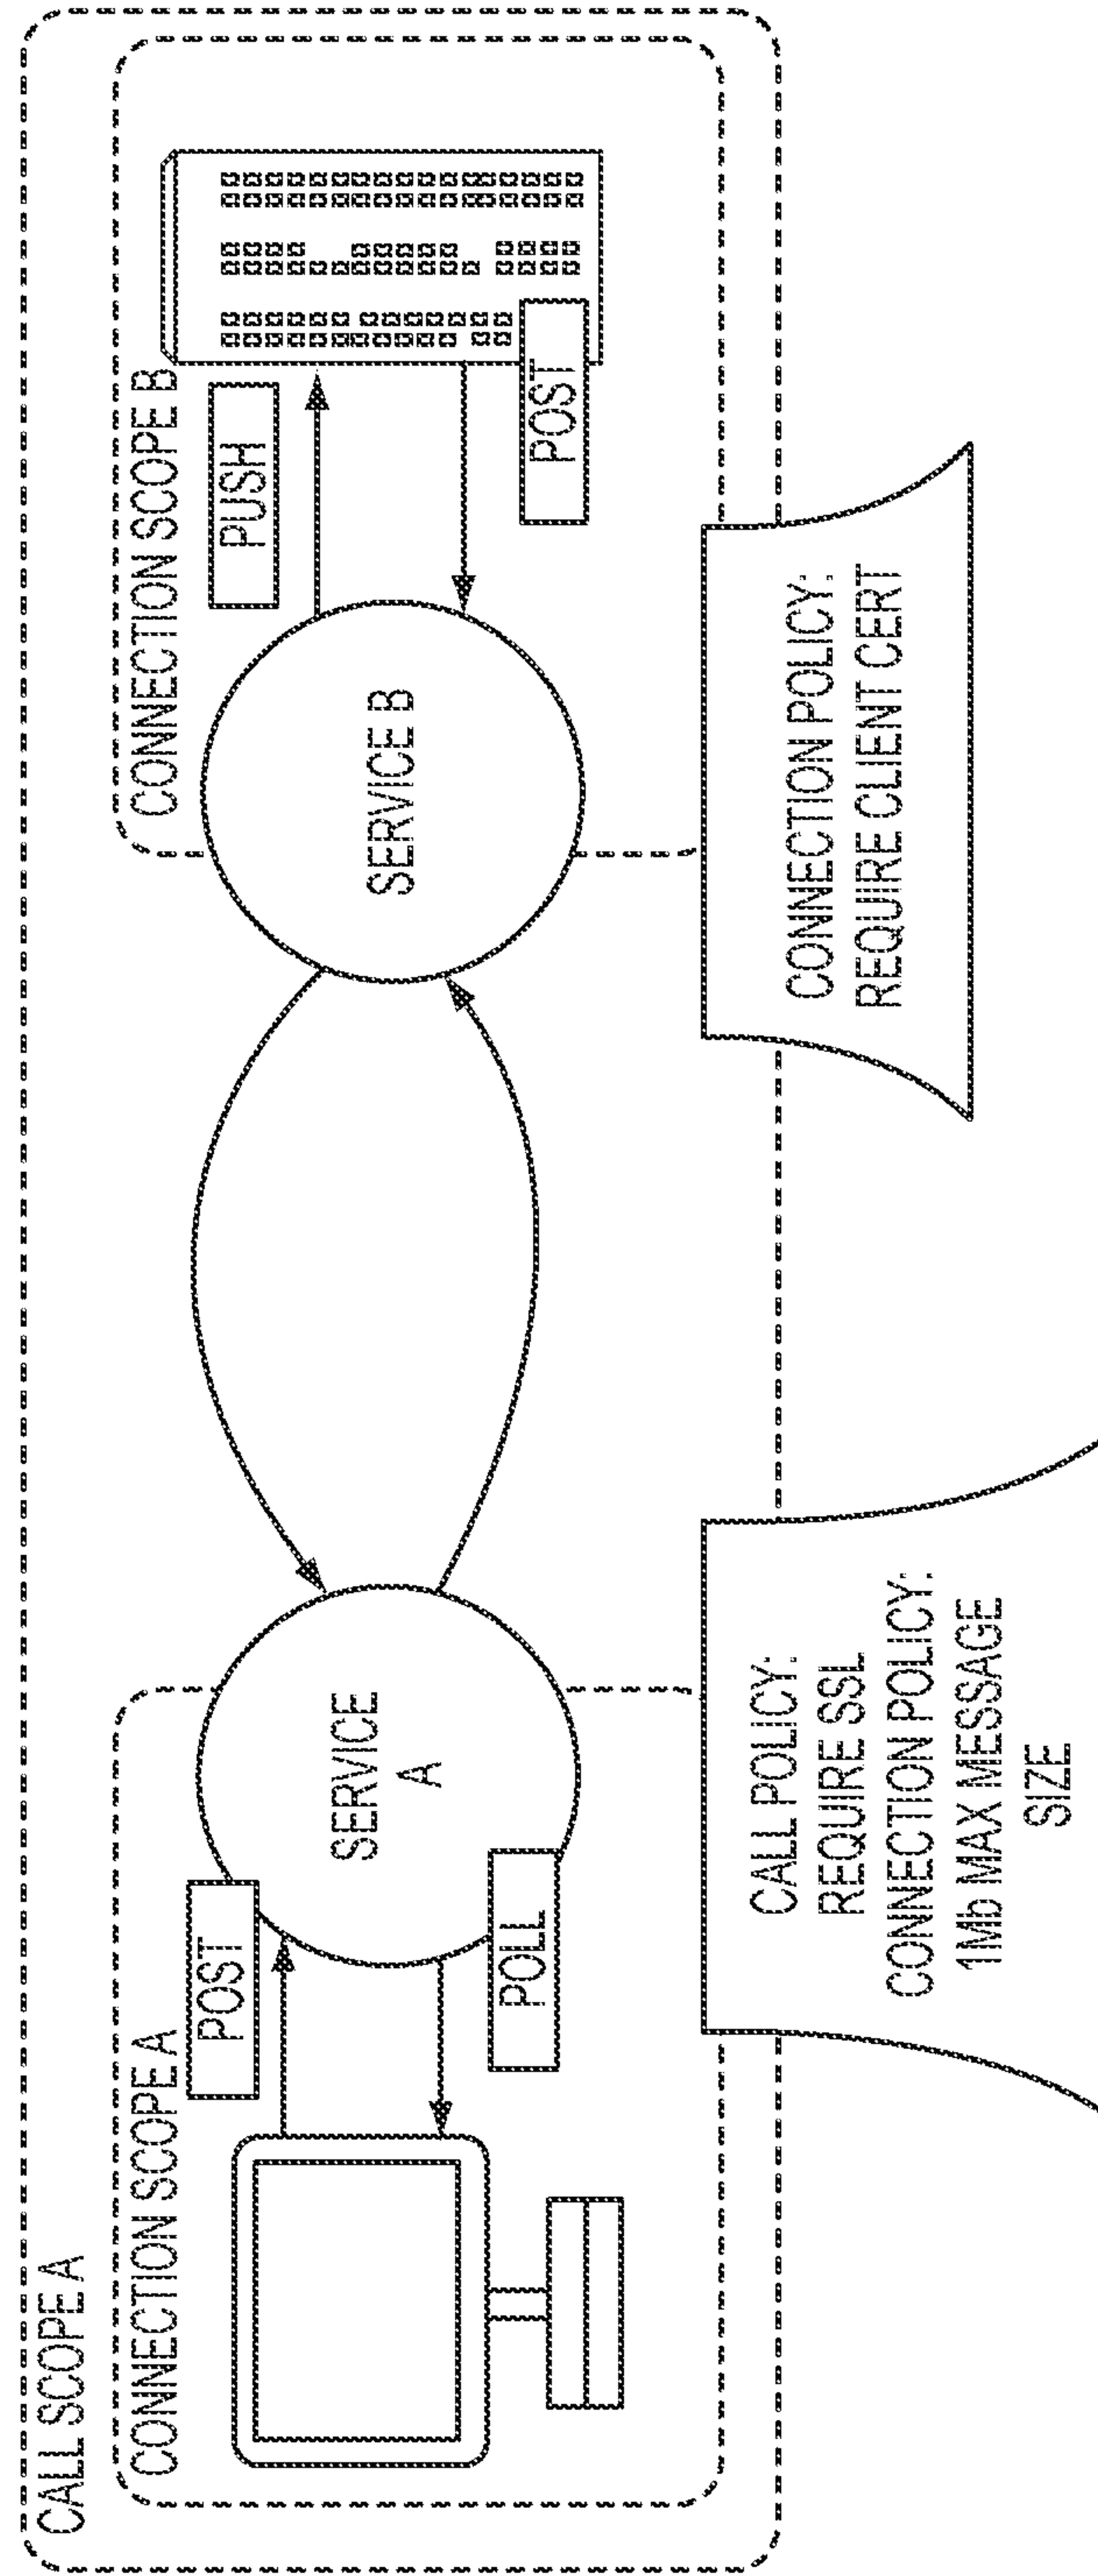 CALL SCOPE A
CONNECTION SCOPE A
POST
SERVICE
A
POLL
CONNECTION SCOPE B
PUSH
SERVICE B
POST
CALL POLICY:
REQUIRE SSL
CONNECTION POLICY:
1Mb MAX MESSAGE
SIZE
CONNECTION POLICY:
REQUIRE CLIENT CERT